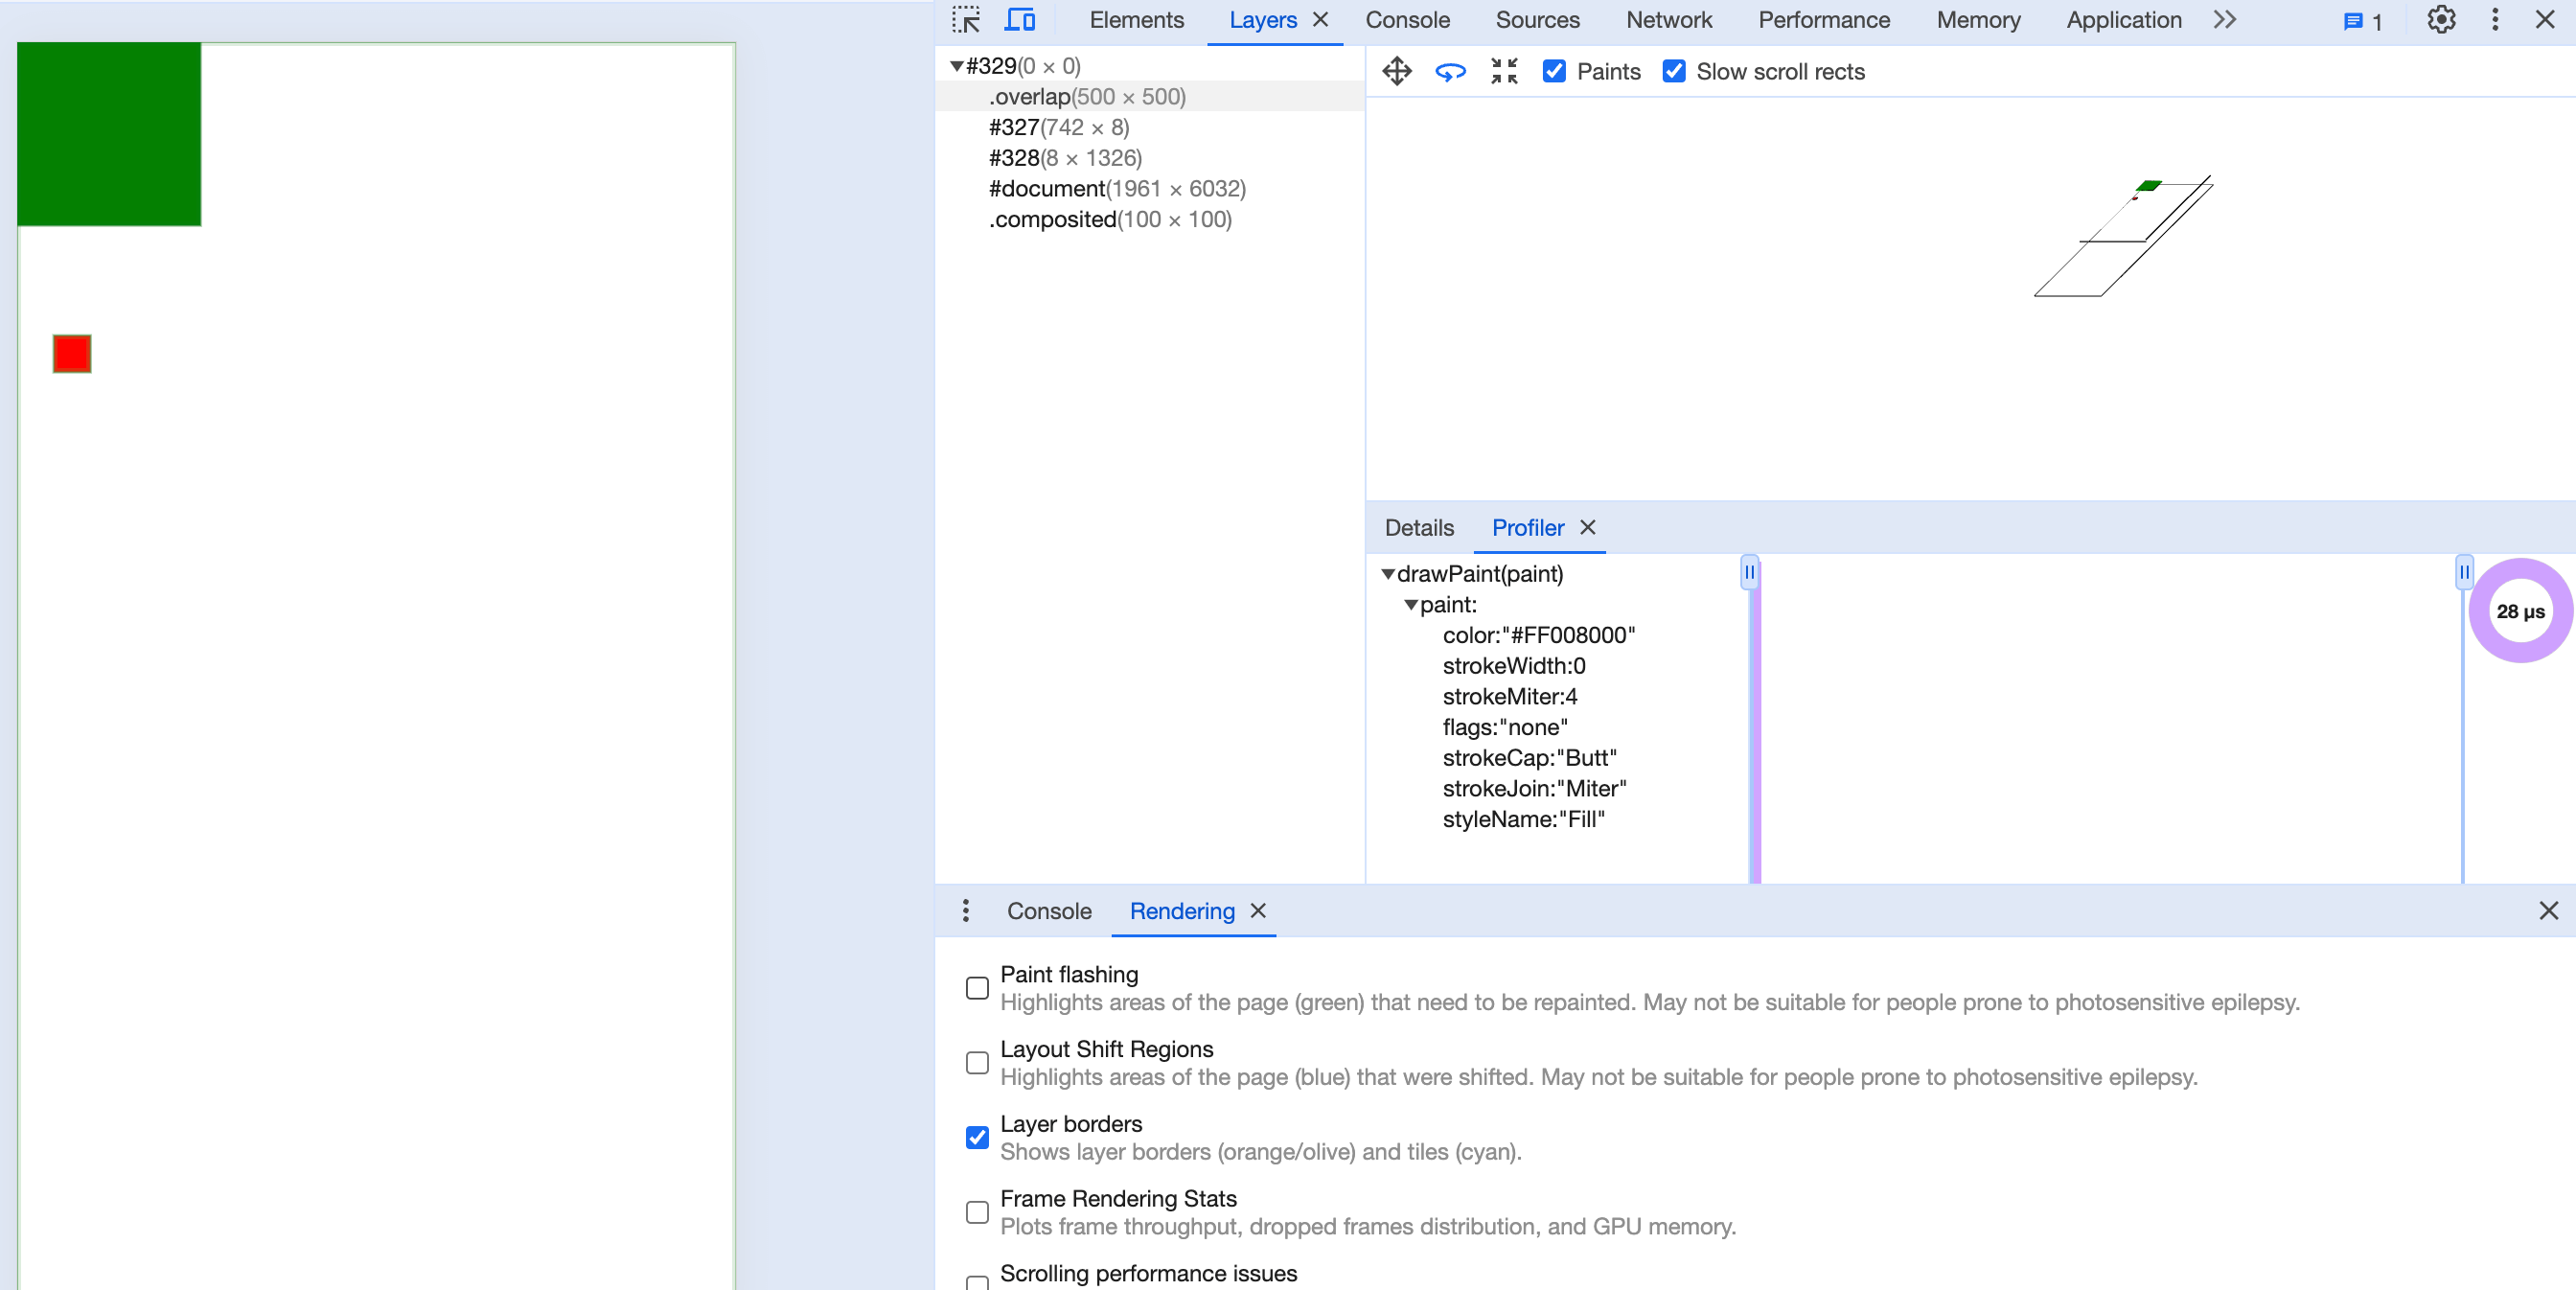 Elements Layers Console Sources Network Performance Memory Application 1
#329(0 × 0)
.overlap(500 × 500)
#327(742 × 8)
#328(8 × 1326)
#document(1961 × 6032)
.composited(100 × 100)
Paints Slow scroll rects
Details Profiler
drawPaint(paint)
paint:
color:"#FF008000"
strokeWidth:0
strokeMiter:4
flags:"none"
strokeCap:"Butt"
strokeJoin:"Miter"
styleName:"Fill"
28 µs
Console Rendering
Paint flashing
Highlights areas of the page (green) that need to be repainted. May not be suitable for people prone to photosensitive epilepsy.
Layout Shift Regions
Highlights areas of the page (blue) that were shifted. May not be suitable for people prone to photosensitive epilepsy.
Layer borders
Shows layer borders (orange/olive) and tiles (cyan).
Frame Rendering Stats
Plots frame throughput, dropped frames distribution, and GPU memory.
Scrolling performance issues